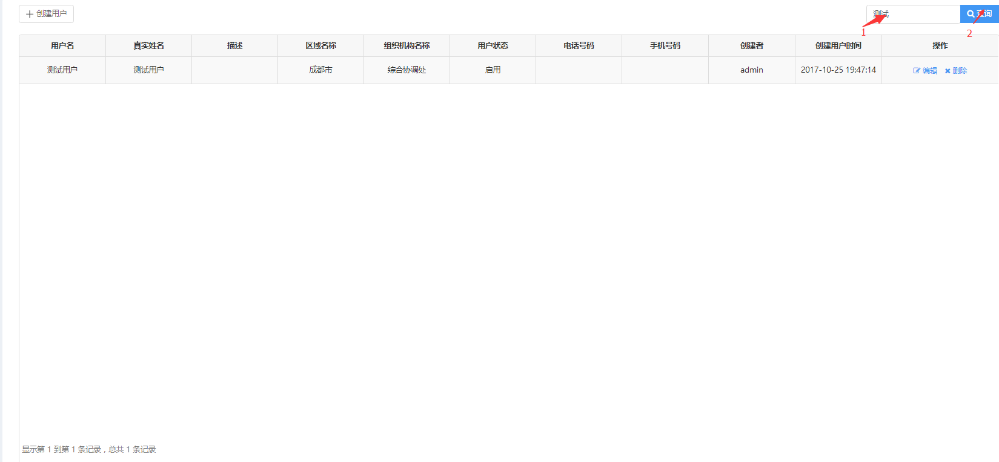 创建用户
测试
查询
1
2
用户名 真实姓名 描述 区域名称 组织机构名称 用户状态 电话号码 手机号码 创建者 创建用户时间 操作
测试用户 测试用户 成都市 综合协调处 启用 admin 2017-10-25 19:47:14 编辑 删除
显示第 1 到第 1 条记录，总共 1 条记录